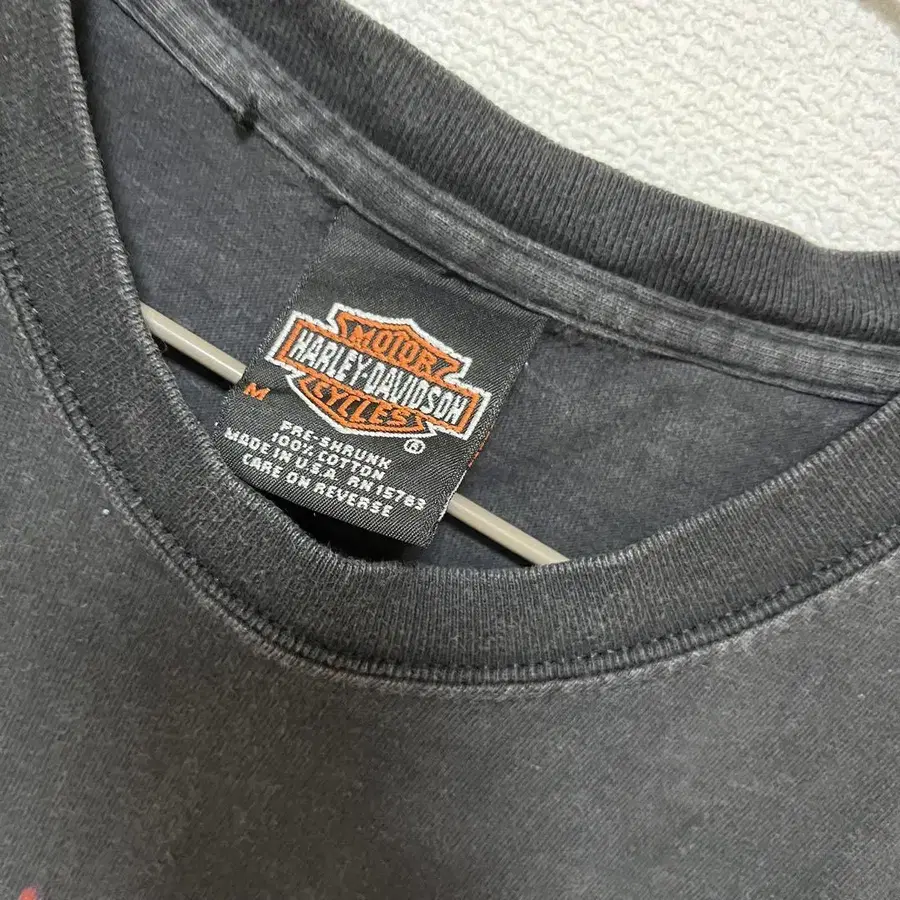 MOTOR
HARLEY-DAVIDSON
CYCLES
®
M
PRE-SHRUNK
100% COTTON
MADE IN U.S.A. RN 15763
CARE ON REVERSE